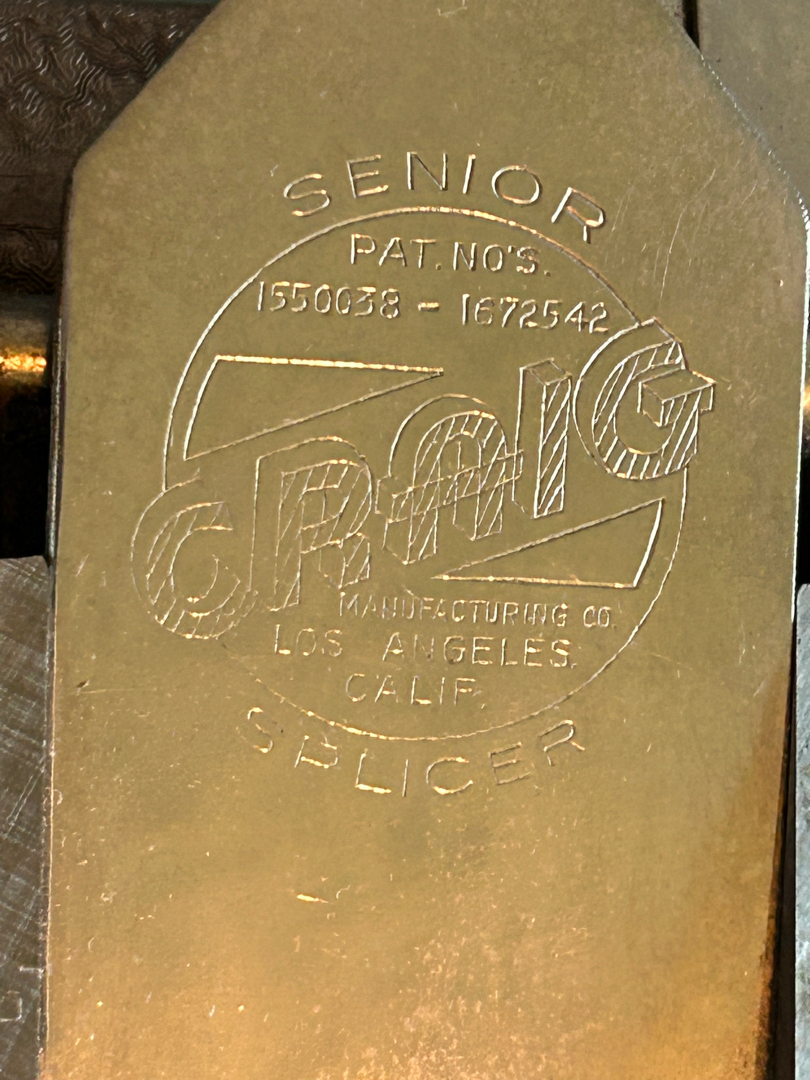 SENIOR
PAT. NO'S.
1550038 - 1672542
CRAIG
MANUFACTURING CO.
LOS ANGELES.
CALIF.
SPLICER